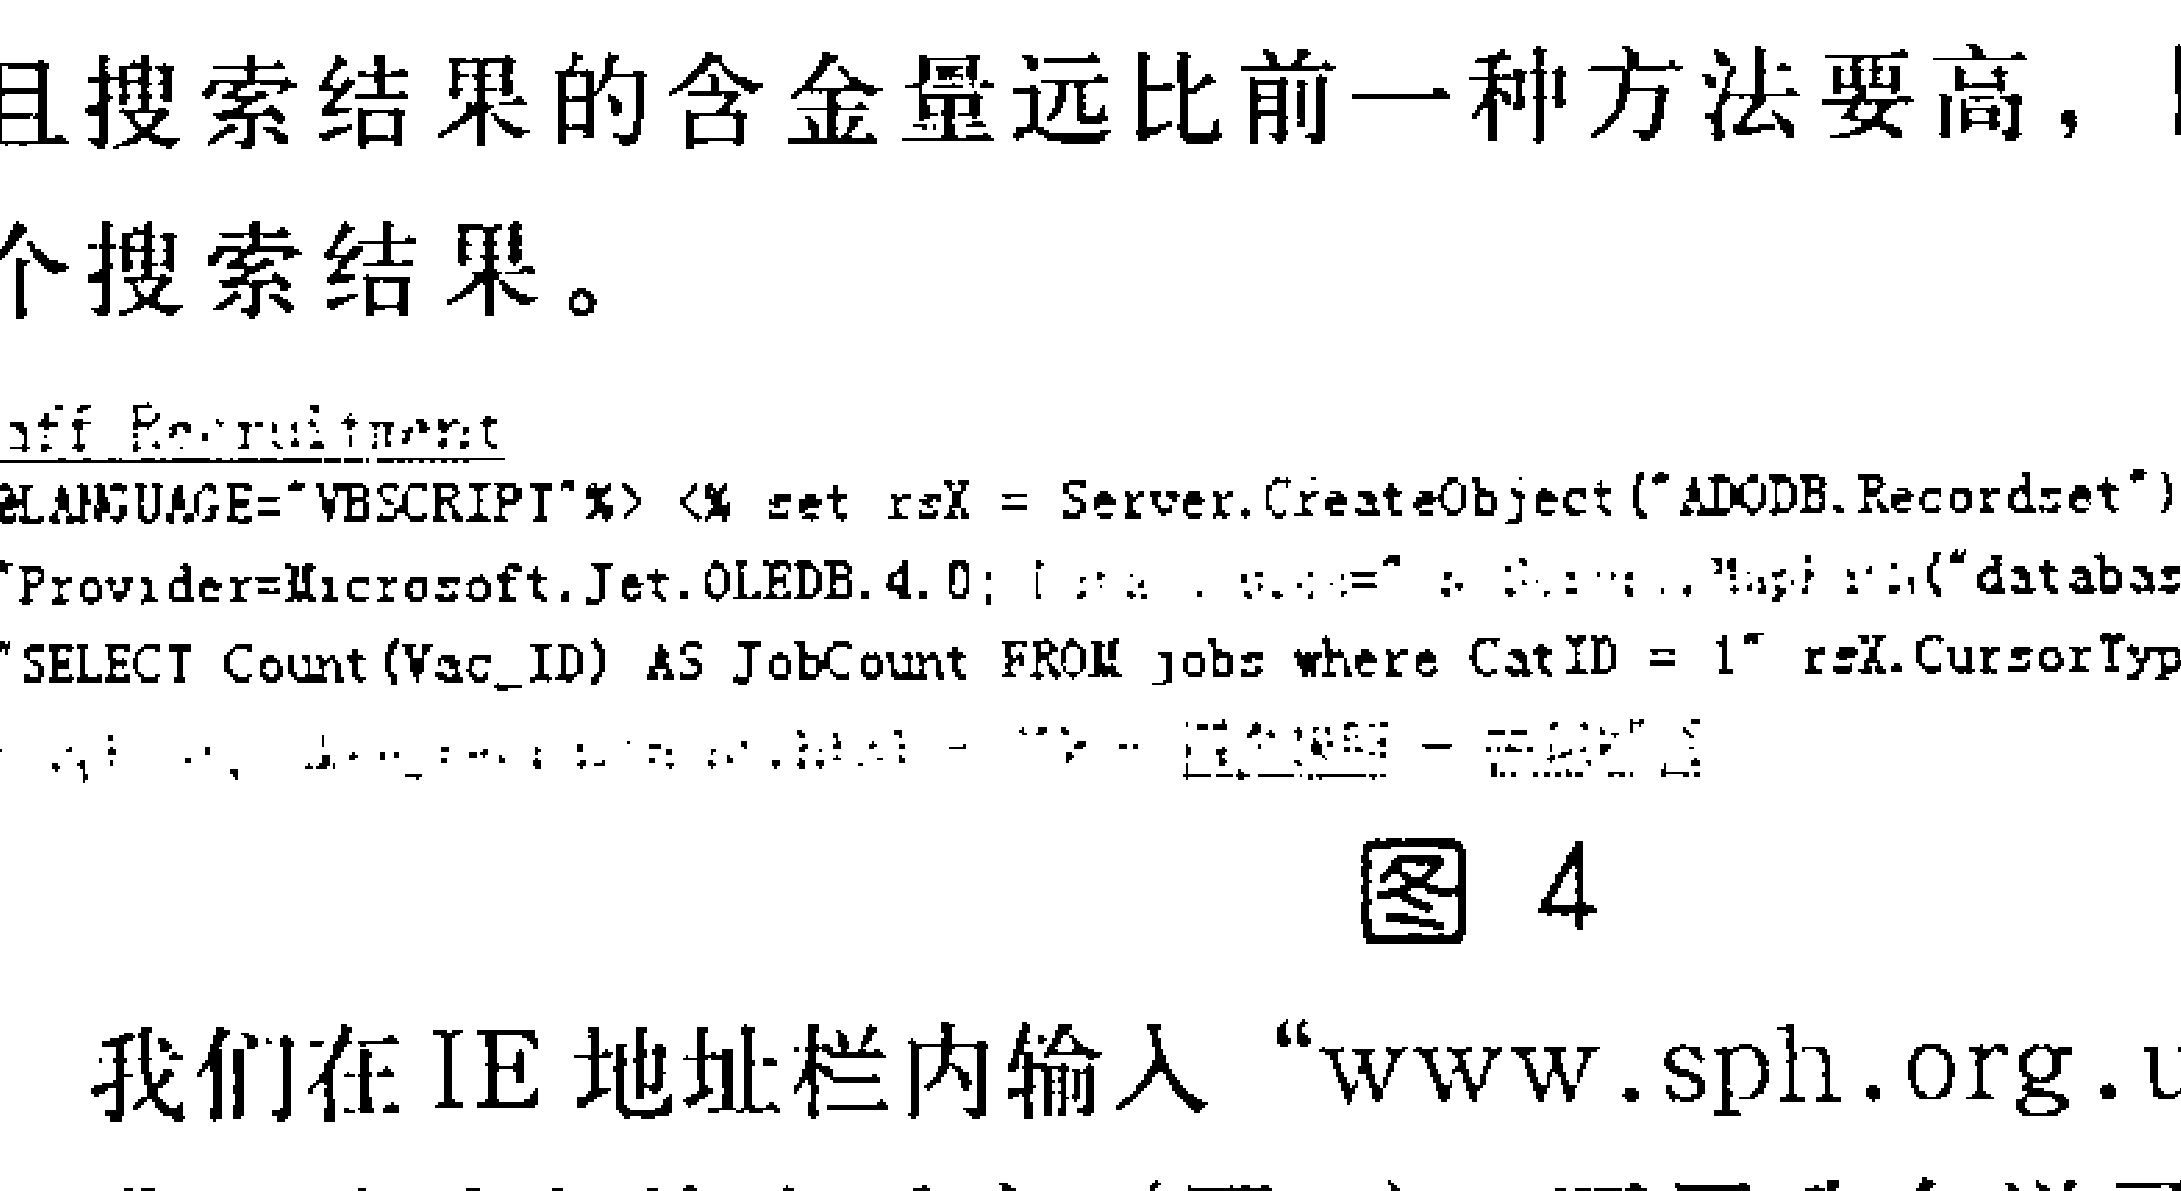 且搜索结果的含金量远比前一种方法要高，
个搜索结果。
aff Recruitment
@LANGUAGE="VBSCRIPT"%> <% set rsX = Server.CreateObject("ADODB.Recordset")
"Provider=Microsoft.Jet.OLEDB.4.0; ("databas
"SELECT Count(Vac_ID) AS JobCount FROM jobs where CatID = 1" rsX.CursorTyp
图 4
我们在 IE 地址栏内输入 “www.sph.org.u